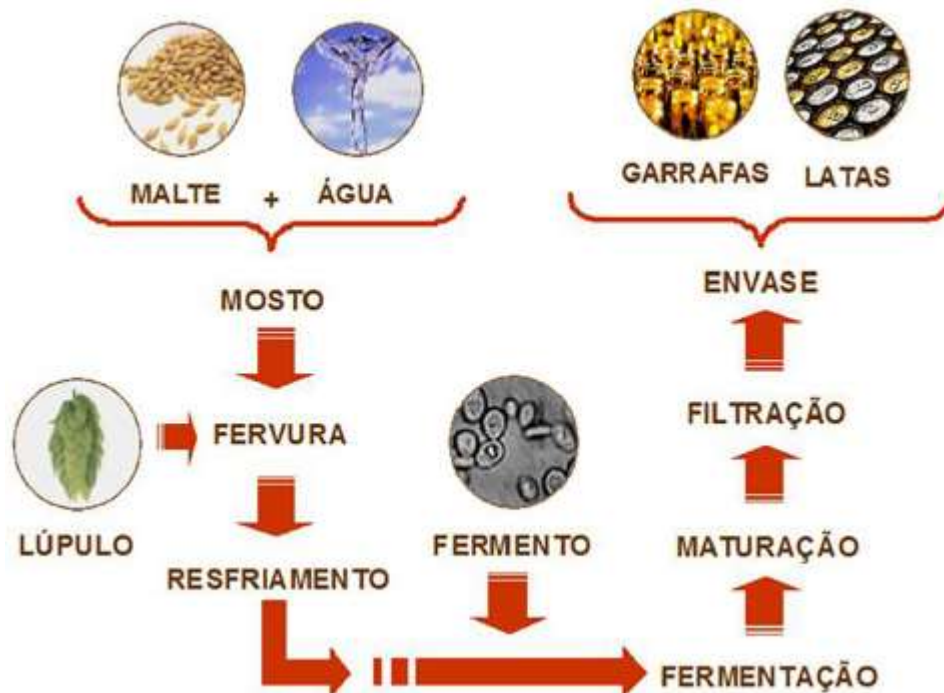 MALTE + ÁGUA
GARRAFAS LATAS
MOSTO
ENVASE
LÚPULO
FERVURA
FILTRAÇÃO
FERMENTO
MATURAÇÃO
RESFRIAMENTO
FERMENTAÇÃO